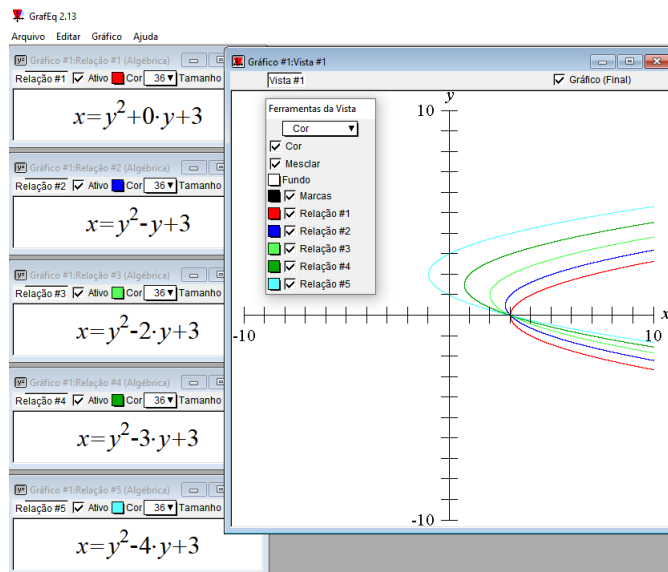 GrafEq 2.13
Arquivo Editar Gráfico Ajuda
Gráfico #1:Relação #1 (Algébrica)
Relação #1 Ativo Cor 36 Tamanho
x=y²+0·y+3
Gráfico #1:Relação #2 (Algébrica)
Relação #2 Ativo Cor 36 Tamanho
x=y²-y+3
Gráfico #1:Relação #3 (Algébrica)
Relação #3 Ativo Cor 36 Tamanho
x=y²-2·y+3
Gráfico #1:Relação #4 (Algébrica)
Relação #4 Ativo Cor 36 Tamanho
x=y²-3·y+3
Gráfico #1:Relação #5 (Algébrica)
Relação #5 Ativo Cor 36 Tamanho
x=y²-4·y+3
Gráfico #1:Vista #1
Vista #1 Gráfico (Final)
Ferramentas da Vista
Cor
Cor
Mesclar
Fundo
Marcas
Relação #1
Relação #2
Relação #3
Relação #4
Relação #5
y
10
x
-10
10
-10